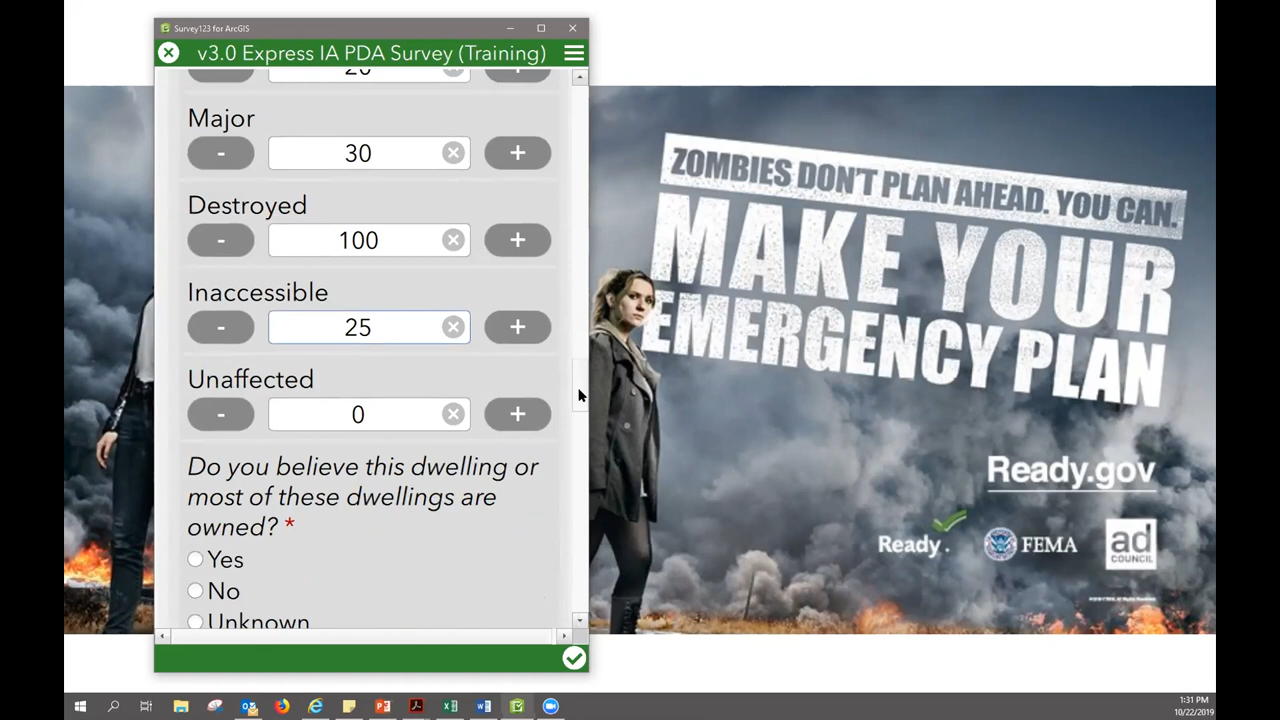 Survey123 for ArcGIS
v3.0 Express IA PDA Survey (Training)
Major
- 30 +
Destroyed
- 100 +
Inaccessible
- 25 +
Unaffected
- 0 +
Do you believe this dwelling or
most of these dwellings are
owned? *
Yes
No
Unknown
ZOMBIES DON'T PLAN AHEAD. YOU CAN.
MAKE YOUR
EMERGENCY PLAN
Ready.gov
Ready.
FEMA
ad
COUNCIL
1:31 PM
10/22/2019